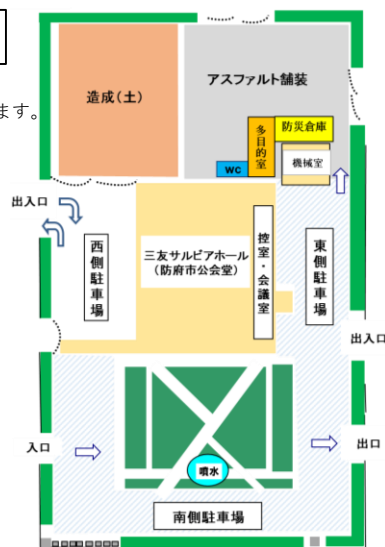 ます。
造成(土)
アスファルト舗装
多目的室
防災倉庫
WC
機械室
出入口
西側駐車場
三友サルビアホール
(防府市公会堂)
控室・会議室
東側駐車場
出入口
入口
噴水
出口
南側駐車場